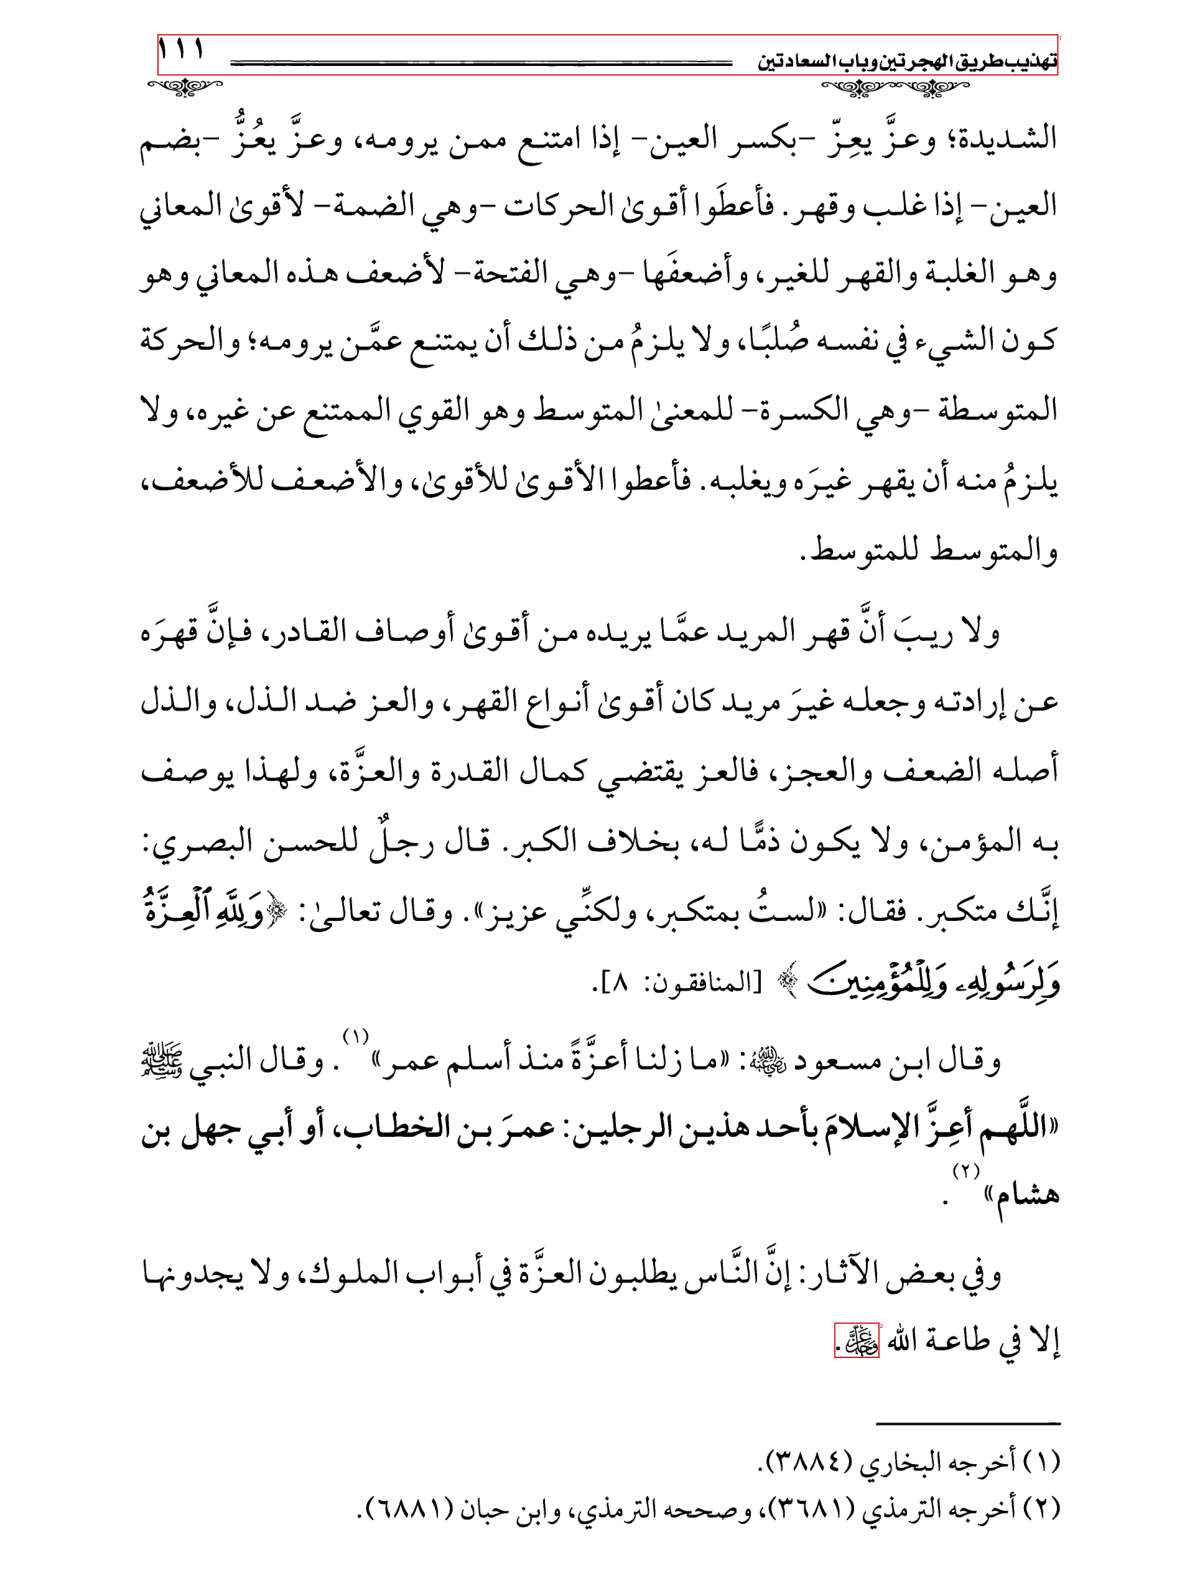 تهذيب طريق الهجرتين وباب السعادتين ١١١
الشديدة؛ وعزَّ يعِزّ -بكسر العين- إذا امتنع ممن يرومه، وعزَّ يعُزُّ -بضم
العين- إذا غلب وقهر. فأعطَوا أقوىٰ الحركات -وهي الضمة- لأقوىٰ المعاني
وهو الغلبة والقهر للغير، وأضعفَها -وهي الفتحة- لأضعف هذه المعاني وهو
كون الشيء في نفسه صُلبًا، ولا يلزمُ من ذلك أن يمتنع عمَّن يرومه؛ والحركة
المتوسطة -وهي الكسرة- للمعنىٰ المتوسط وهو القوي الممتنع عن غيره، ولا
يلزمُ منه أن يقهر غيرَه ويغلبه. فأعطوا الأقوىٰ للأقوىٰ، والأضعف للأضعف،
والمتوسط للمتوسط.
ولا ريبَ أنَّ قهر المريد عمَّا يريده من أقوىٰ أوصاف القادر، فإنَّ قهرَه
عن إرادته وجعله غيرَ مريد كان أقوىٰ أنواع القهر، والعز ضد الذل، والذل
أصله الضعف والعجز، فالعز يقتضي كمال القدرة والعزَّة، ولهذا يوصف
به المؤمن، ولا يكون ذمًّا له، بخلاف الكبر. قال رجلٌ للحسن البصري:
إنَّك متكبر. فقال: «لستُ بمتكبر، ولكنِّي عزيز». وقال تعالىٰ: ﴿وَلِلَّهِ ٱلْعِزَّةُ
وَلِرَسُولِهِۦ وَلِلْمُؤْمِنِينَ﴾ [المنافقون: ٨].
وقال ابن مسعود رضي الله عنه: «ما زلنا أعزَّةً منذ أسلم عمر»(١). وقال النبي ﷺ
«اللَّهم أعِزَّ الإسلامَ بأحد هذين الرجلين: عمرَ بن الخطاب، أو أبي جهل بن
هشام»(٢).
وفي بعض الآثار: إنَّ النَّاس يطلبون العزَّة في أبواب الملوك، ولا يجدونها
إلا في طاعة الله عز وجل.
(١) أخرجه البخاري (٣٨٨٤).
(٢) أخرجه الترمذي (٣٦٨١)، وصححه الترمذي، وابن حبان (٦٨٨١).